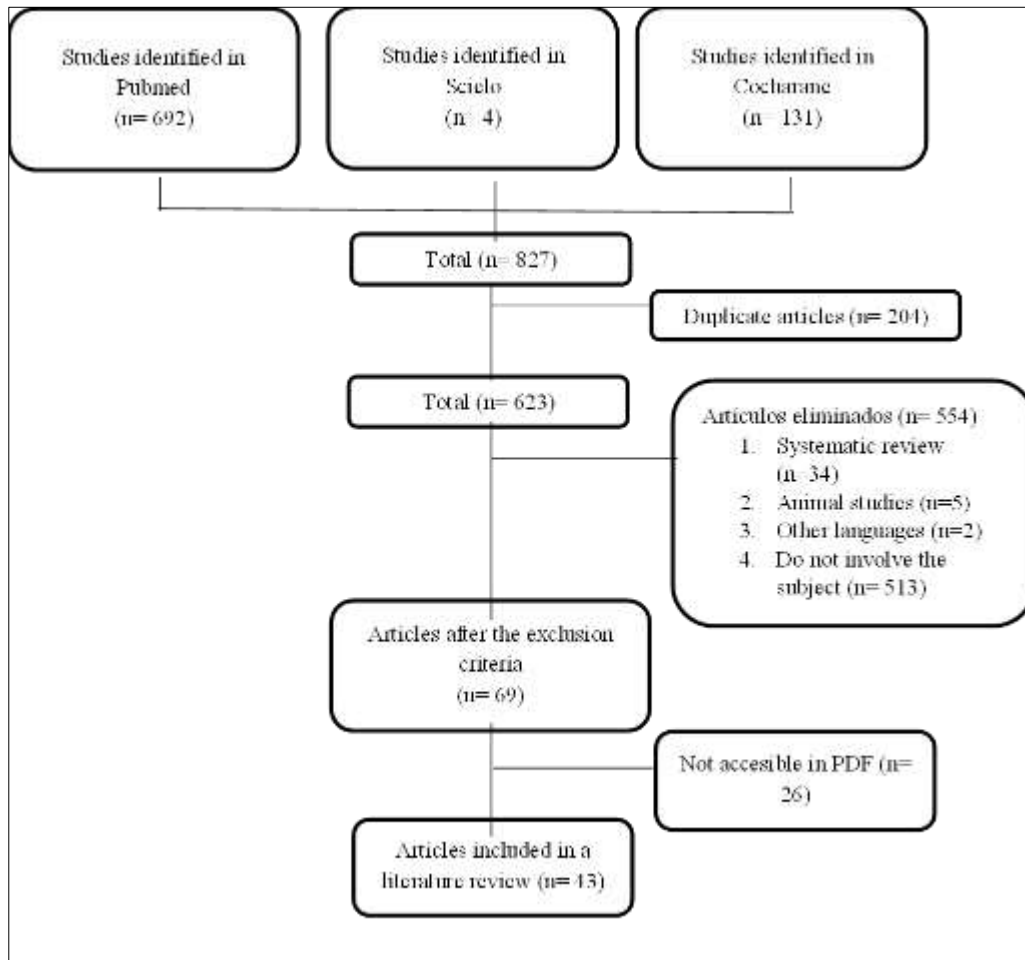 Studies identified in
Pubmed
(n= 692)
Studies identified in
Scielo
(n= 4)
Studies identified in
Cocharane
(n= 131)
Total (n= 827)
Duplicate articles (n= 204)
Total (n= 623)
Artículos eliminados (n= 554)
1. Systematic review
(n=34)
2. Animal studies (n=5)
3. Other languages (n=2)
4. Do not involve the
subject (n= 513)
Articles after the exclusion
criteria
(n= 69)
Not accesible in PDF (n=
26)
Articles included in a
literature review (n= 43)